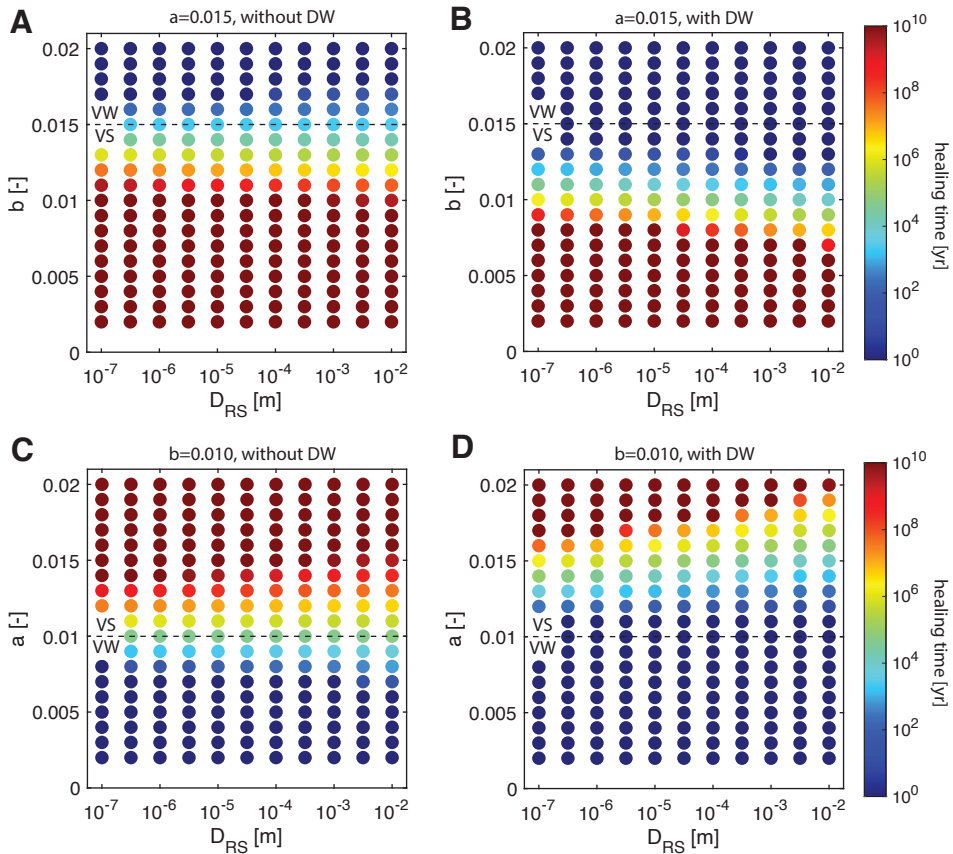 A
a=0.015, without DW
0.02
0.015
0.01
0.005
0
b [-]
VW
VS
10^-7
10^-6
10^-5
10^-4
10^-3
10^-2
D_RS [m]
B
a=0.015, with DW
0.02
0.015
0.01
0.005
0
b [-]
VW
VS
10^-7
10^-6
10^-5
10^-4
10^-3
10^-2
D_RS [m]
10^10
10^8
10^6
10^4
10^2
10^0
healing time [yr]
C
b=0.010, without DW
0.02
0.015
0.01
0.005
0
a [-]
VS
VW
10^-7
10^-6
10^-5
10^-4
10^-3
10^-2
D_RS [m]
D
b=0.010, with DW
0.02
0.015
0.01
0.005
0
a [-]
VS
VW
10^-7
10^-6
10^-5
10^-4
10^-3
10^-2
D_RS [m]
10^10
10^8
10^6
10^4
10^2
10^0
healing time [yr]